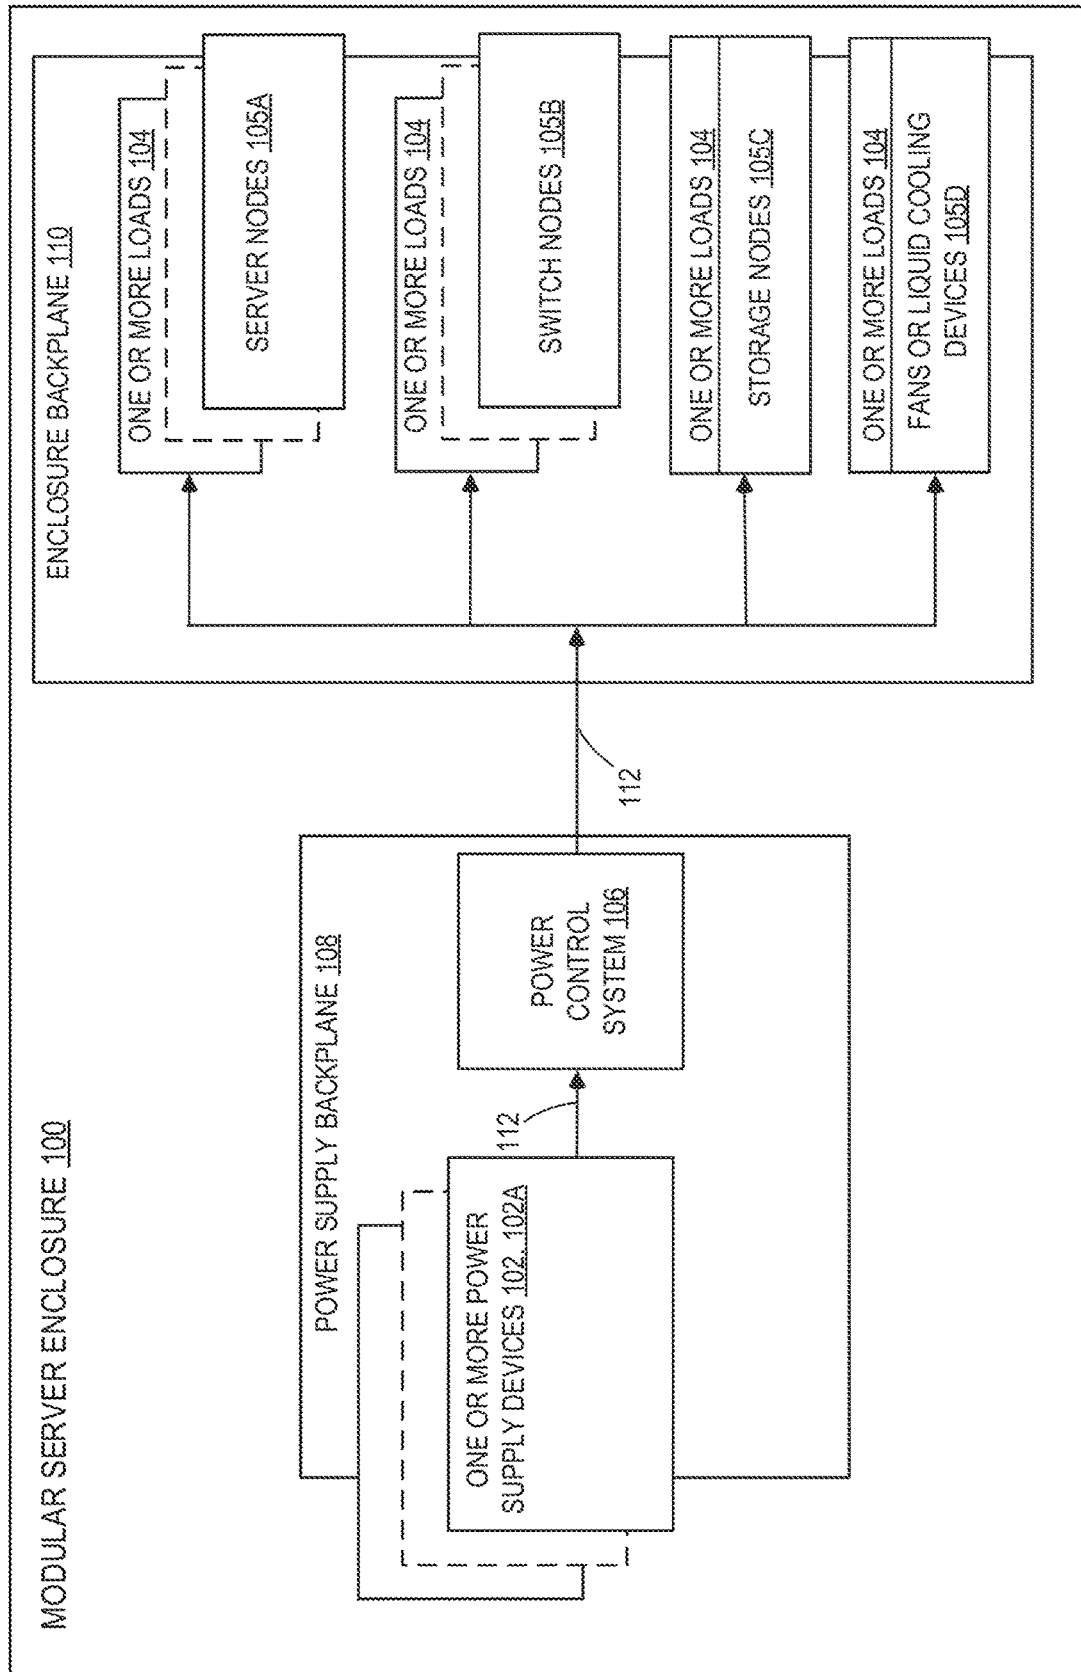 MODULAR SERVER ENCLOSURE 100
POWER SUPPLY BACKPLANE 108
ONE OR MORE POWER
SUPPLY DEVICES 102, 102A
112
POWER
CONTROL
SYSTEM 106
112
ENCLOSURE BACKPLANE 110
ONE OR MORE LOADS 104
SERVER NODES 105A
ONE OR MORE LOADS 104
SWITCH NODES 105B
ONE OR MORE LOADS 104
STORAGE NODES 105C
ONE OR MORE LOADS 104
FANS OR LIQUID COOLING
DEVICES 105D